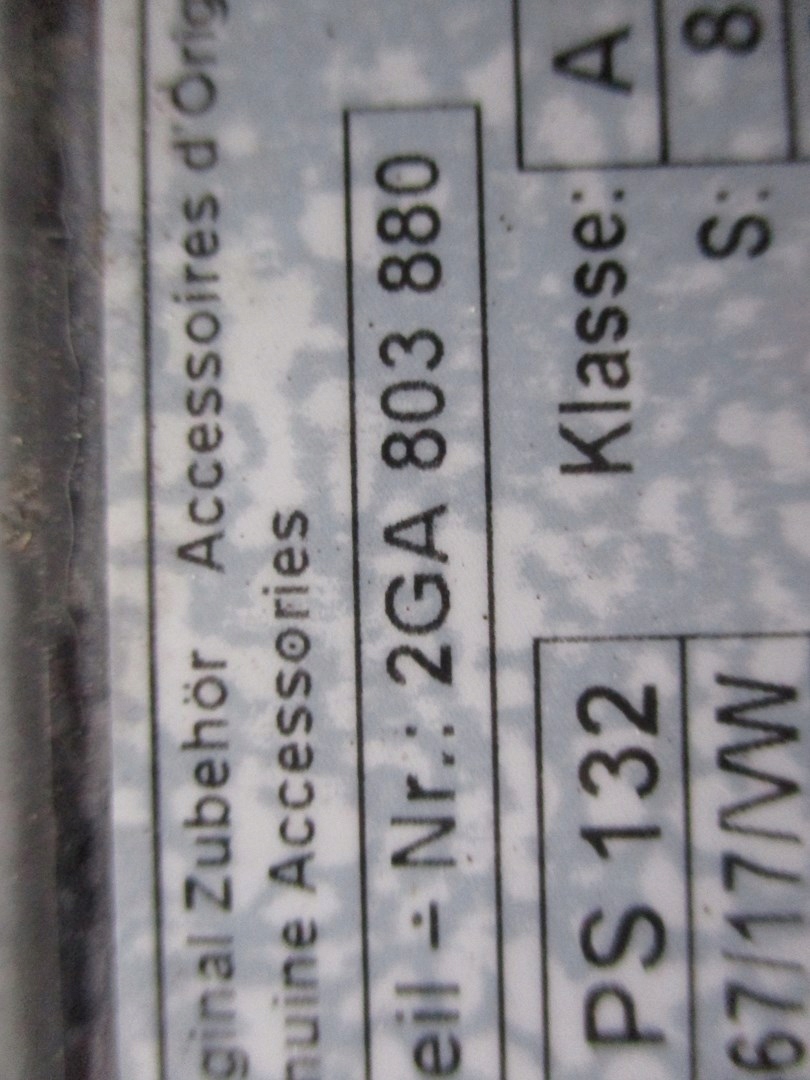 ginal Zubehör Accessoires d'Orig
nuine Accessories
eil - Nr.: 2GA 803 880
PS 132 Klasse: A
67/17/VW S: 8